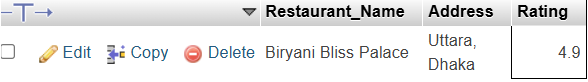 Restaurant_Name Address Rating
Edit Copy Delete Biryani Bliss Palace Uttara, Dhaka 4.9